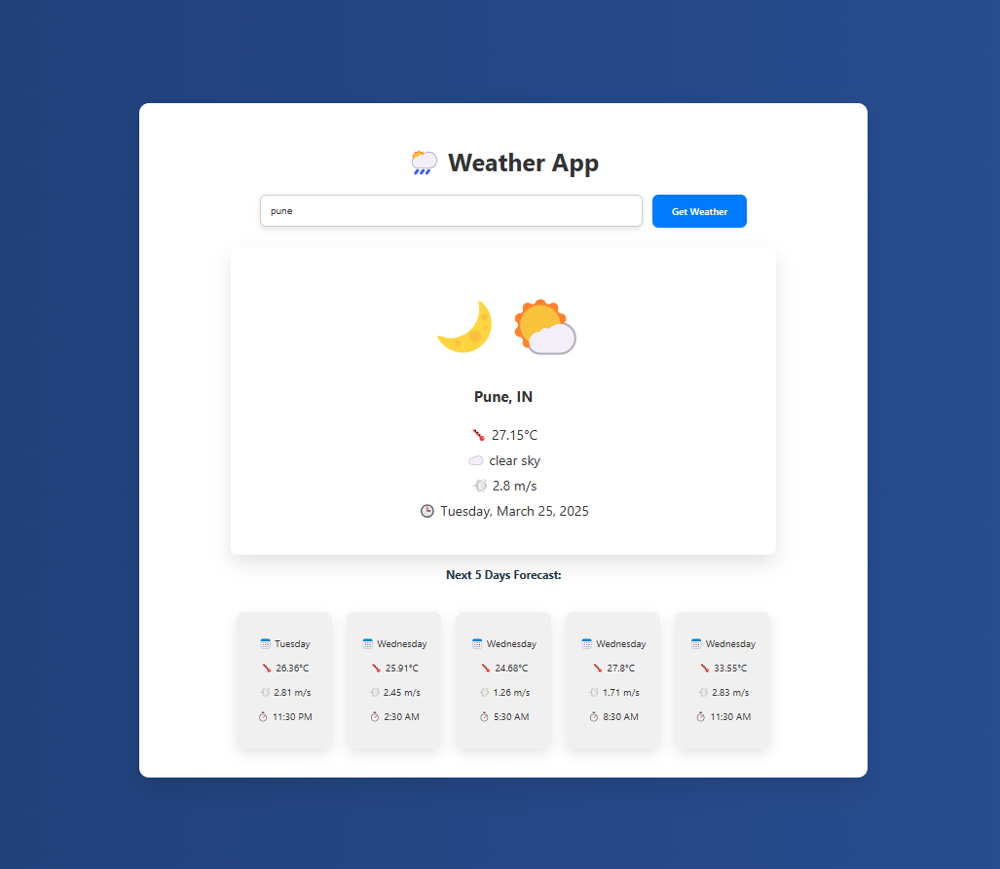 Weather App
pune
Get Weather
Pune, IN
27.15°C
clear sky
2.8 m/s
Tuesday, March 25, 2025
Next 5 Days Forecast:
Tuesday
26.36°C
2.81 m/s
11:30 PM
Wednesday
25.91°C
2.45 m/s
2:30 AM
Wednesday
24.68°C
1.26 m/s
5:30 AM
Wednesday
27.8°C
1.71 m/s
8:30 AM
Wednesday
33.55°C
2.83 m/s
11:30 AM